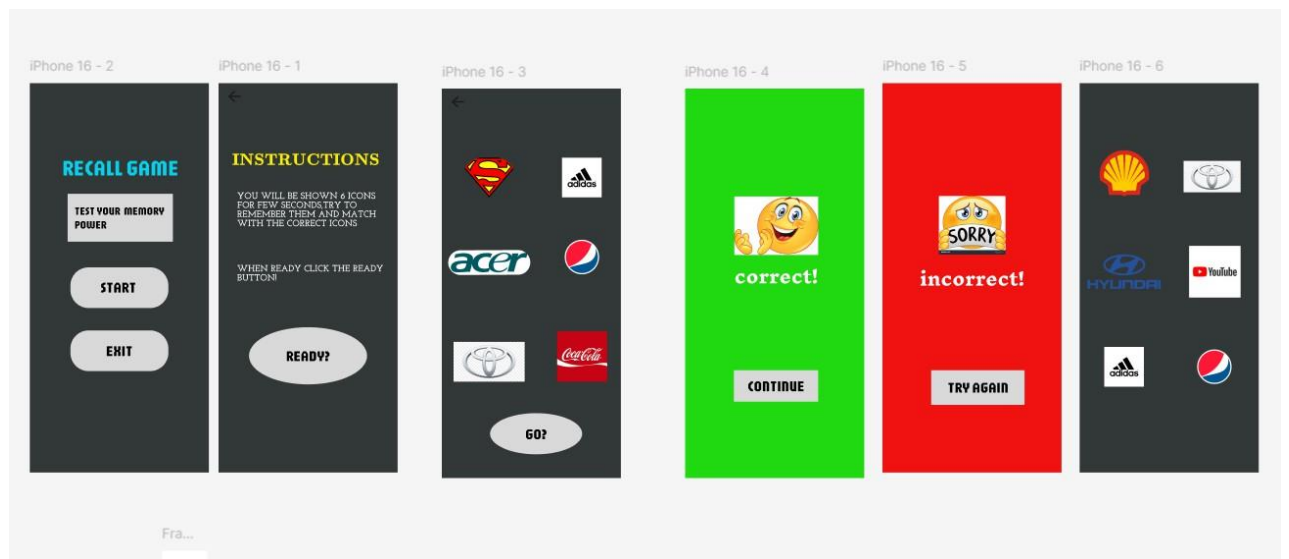 iPhone 16 - 2
RECALL GAME
TEST YOUR MEMORY
POWER
START
EXIT
iPhone 16 - 1
INSTRUCTIONS
YOU WILL BE SHOWN 6 ICONS
FOR FEW SECONDS,TRY TO
REMEMBER THEM AND MATCH
WITH THE CORRECT ICONS
WHEN READY CLICK THE READY
BUTTON!
READY?
iPhone 16 - 3
adidas
acer
Coca-Cola
GO?
iPhone 16 - 4
correct!
CONTINUE
iPhone 16 - 5
SORRY
incorrect!
TRY AGAIN
iPhone 16 - 6
HYUNDAI
YouTube
adidas
Fra...